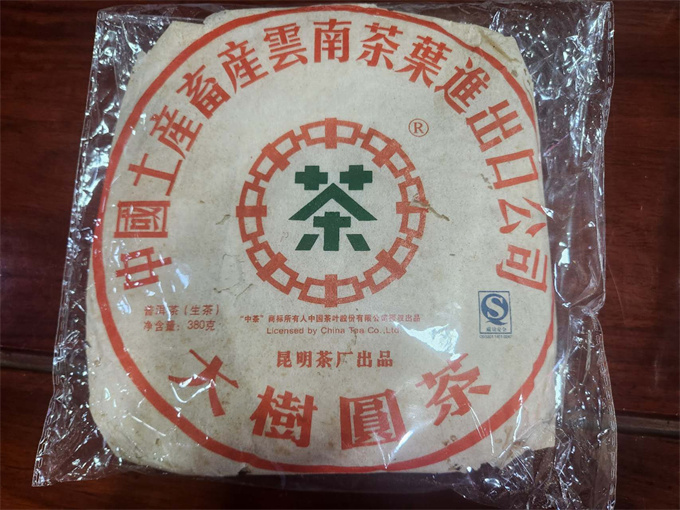 中國土產畜產雲南茶葉進出口公司
®
茶
普洱茶(生茶)
净含量: 380克
"中茶"商标所有人中国茶叶股份有限公司授权出品
Licensed by China Tea Co.,Ltd.
昆明茶厂出品
大樹圓茶